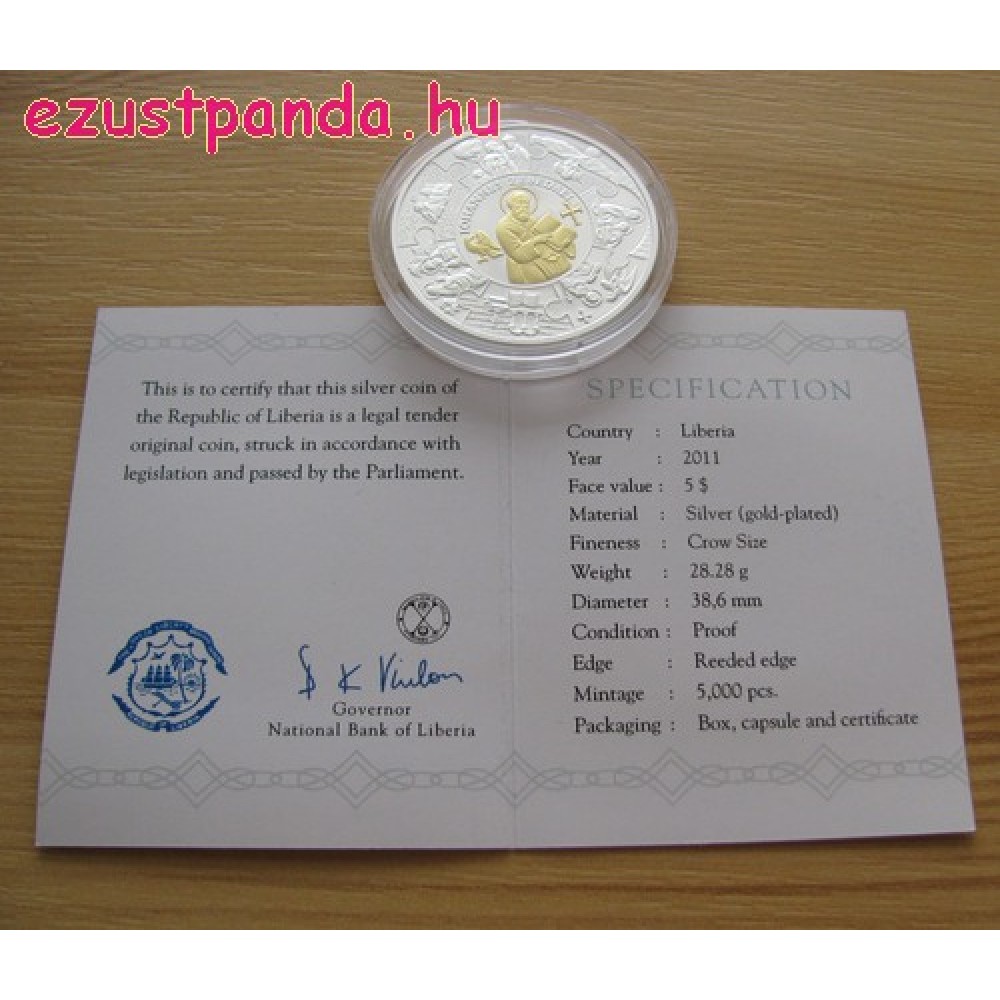 ezustpanda.hu
This is to certify that this silver coin of
the Republic of Liberia is a legal tender
original coin, struck in accordance with
legislation and passed by the Parliament.
Governor
National Bank of Liberia
SPECIFICATION
Country : Liberia
Year : 2011
Face value : 5 $
Material : Silver (gold-plated)
Fineness : Crow Size
Weight : 28.28 g
Diameter : 38,6 mm
Condition : Proof
Edge : Reeded edge
Mintage : 5,000 pcs.
Packaging : Box, capsule and certificate